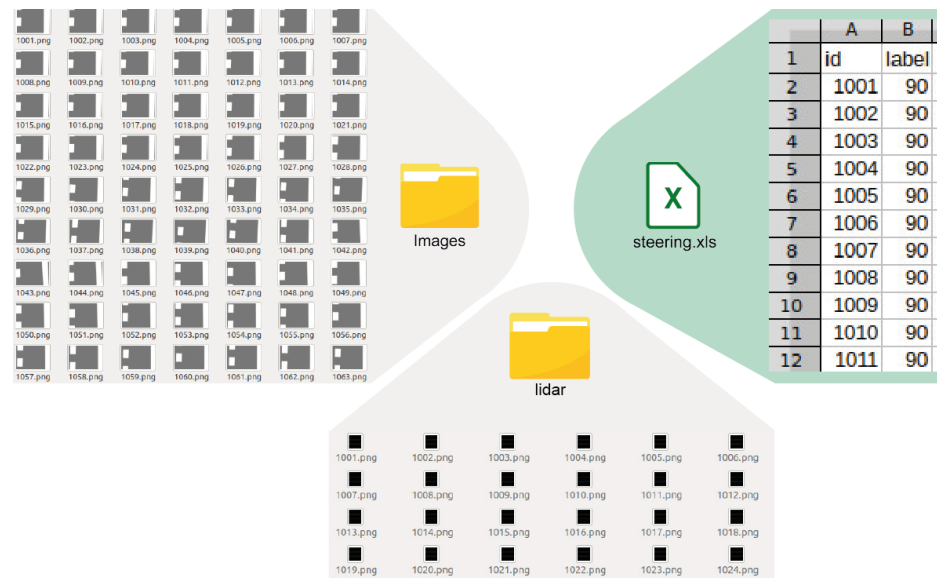 1001.png 1002.png 1003.png 1004.png 1005.png 1006.png 1007.png
1008.png 1009.png 1010.png 1011.png 1012.png 1013.png 1014.png
1015.png 1016.png 1017.png 1018.png 1019.png 1020.png 1021.png
1022.png 1023.png 1024.png 1025.png 1026.png 1027.png 1028.png
1029.png 1030.png 1031.png 1032.png 1033.png 1034.png 1035.png
1036.png 1037.png 1038.png 1039.png 1040.png 1041.png 1042.png
1043.png 1044.png 1045.png 1046.png 1047.png 1048.png 1049.png
1050.png 1051.png 1052.png 1053.png 1054.png 1055.png 1056.png
1057.png 1058.png 1059.png 1060.png 1061.png 1062.png 1063.png
Images
X
steering.xls
A B
1 id label
2 1001 90
3 1002 90
4 1003 90
5 1004 90
6 1005 90
7 1006 90
8 1007 90
9 1008 90
10 1009 90
11 1010 90
12 1011 90
lidar
1001.png 1002.png 1003.png 1004.png 1005.png 1006.png
1007.png 1008.png 1009.png 1010.png 1011.png 1012.png
1013.png 1014.png 1015.png 1016.png 1017.png 1018.png
1019.png 1020.png 1021.png 1022.png 1023.png 1024.png